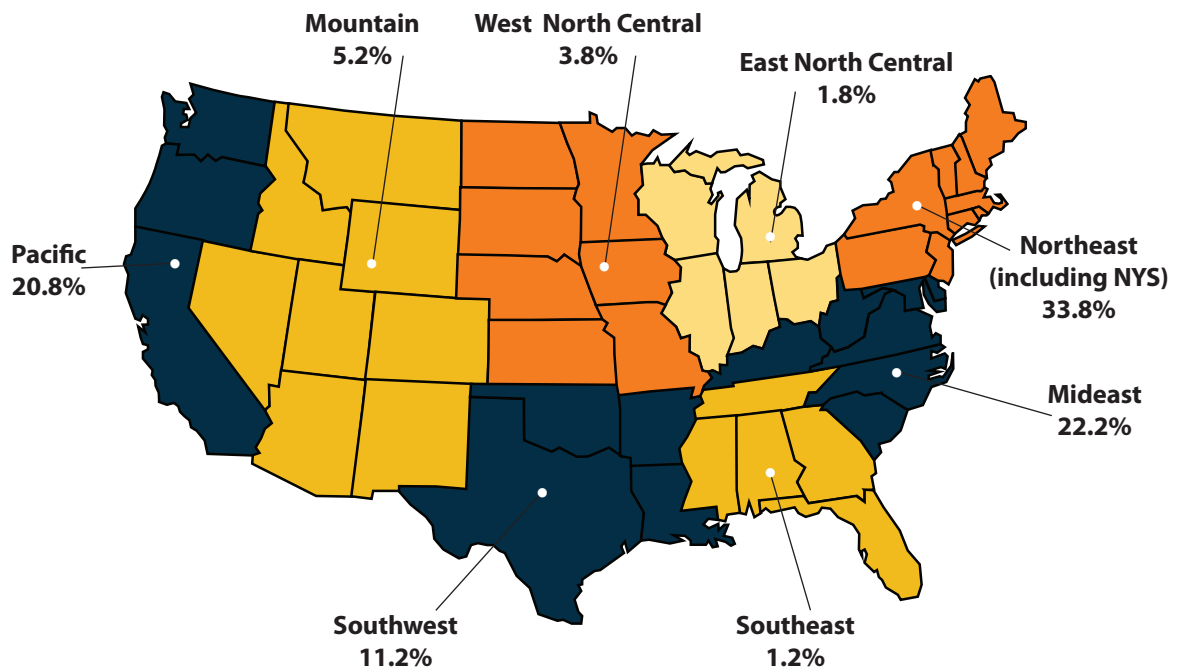 Mountain
5.2%
West North Central
3.8%
East North Central
1.8%
Pacific
20.8%
Northeast
(including NYS)
33.8%
Mideast
22.2%
Southwest
11.2%
Southeast
1.2%